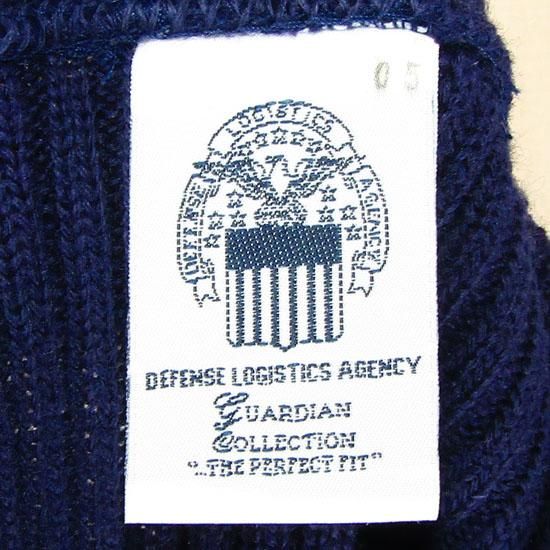 05
DEFENSE LOGISTICS AGENCY
DEFENSE LOGISTICS AGENCY
GUARDIAN
COLLECTION
"...THE PERFECT FIT"